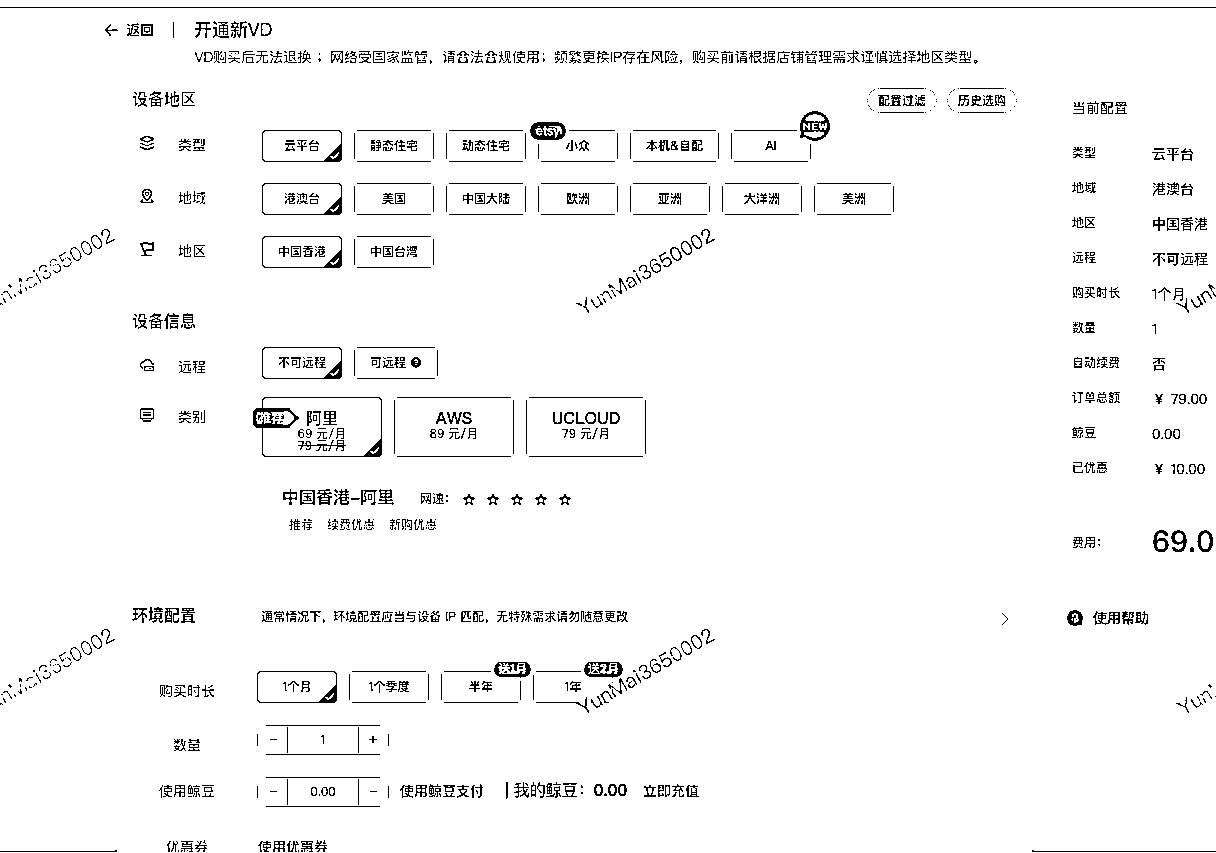 返回 | 开通新VD
VD购买后无法退换；网络受国家监管，请合法合规使用；频繁更换IP存在风险，购买前请根据店铺管理需求谨慎选择地区类型。
设备地区
配置过滤 历史选购
etsy NEW
类型 云平台 静态住宅 动态住宅 小众 本机&自配 AI
地域 港澳台 美国 中国大陆 欧洲 亚洲 大洋洲 美洲
地区 中国香港 中国台湾
设备信息
远程 不可远程 可远程
类别 推荐 阿里 AWS UCLOUD
69 元/月 89 元/月 79 元/月
79 元/月
中国香港-阿里 网速：
推荐 续费优惠 新购优惠
环境配置 通常情况下，环境配置应当与设备 IP 匹配，无特殊需求请勿随意更改
送1月 送2月
购买时长 1个月 1个季度 半年 1年
数量 - 1 +
使用鲸豆 - 0.00 - 使用鲸豆支付 | 我的鲸豆：0.00 立即充值
优惠券 使用优惠券
当前配置
类型 云平台
地域 港澳台
地区 中国香港
远程 不可远程
购买时长 1个月
数量 1
自动续费 否
订单总额 ￥ 79.00
鲸豆 0.00
已优惠 ￥ 10.00
费用： 69.0
使用帮助
YunMai3650002
YunMai3650002